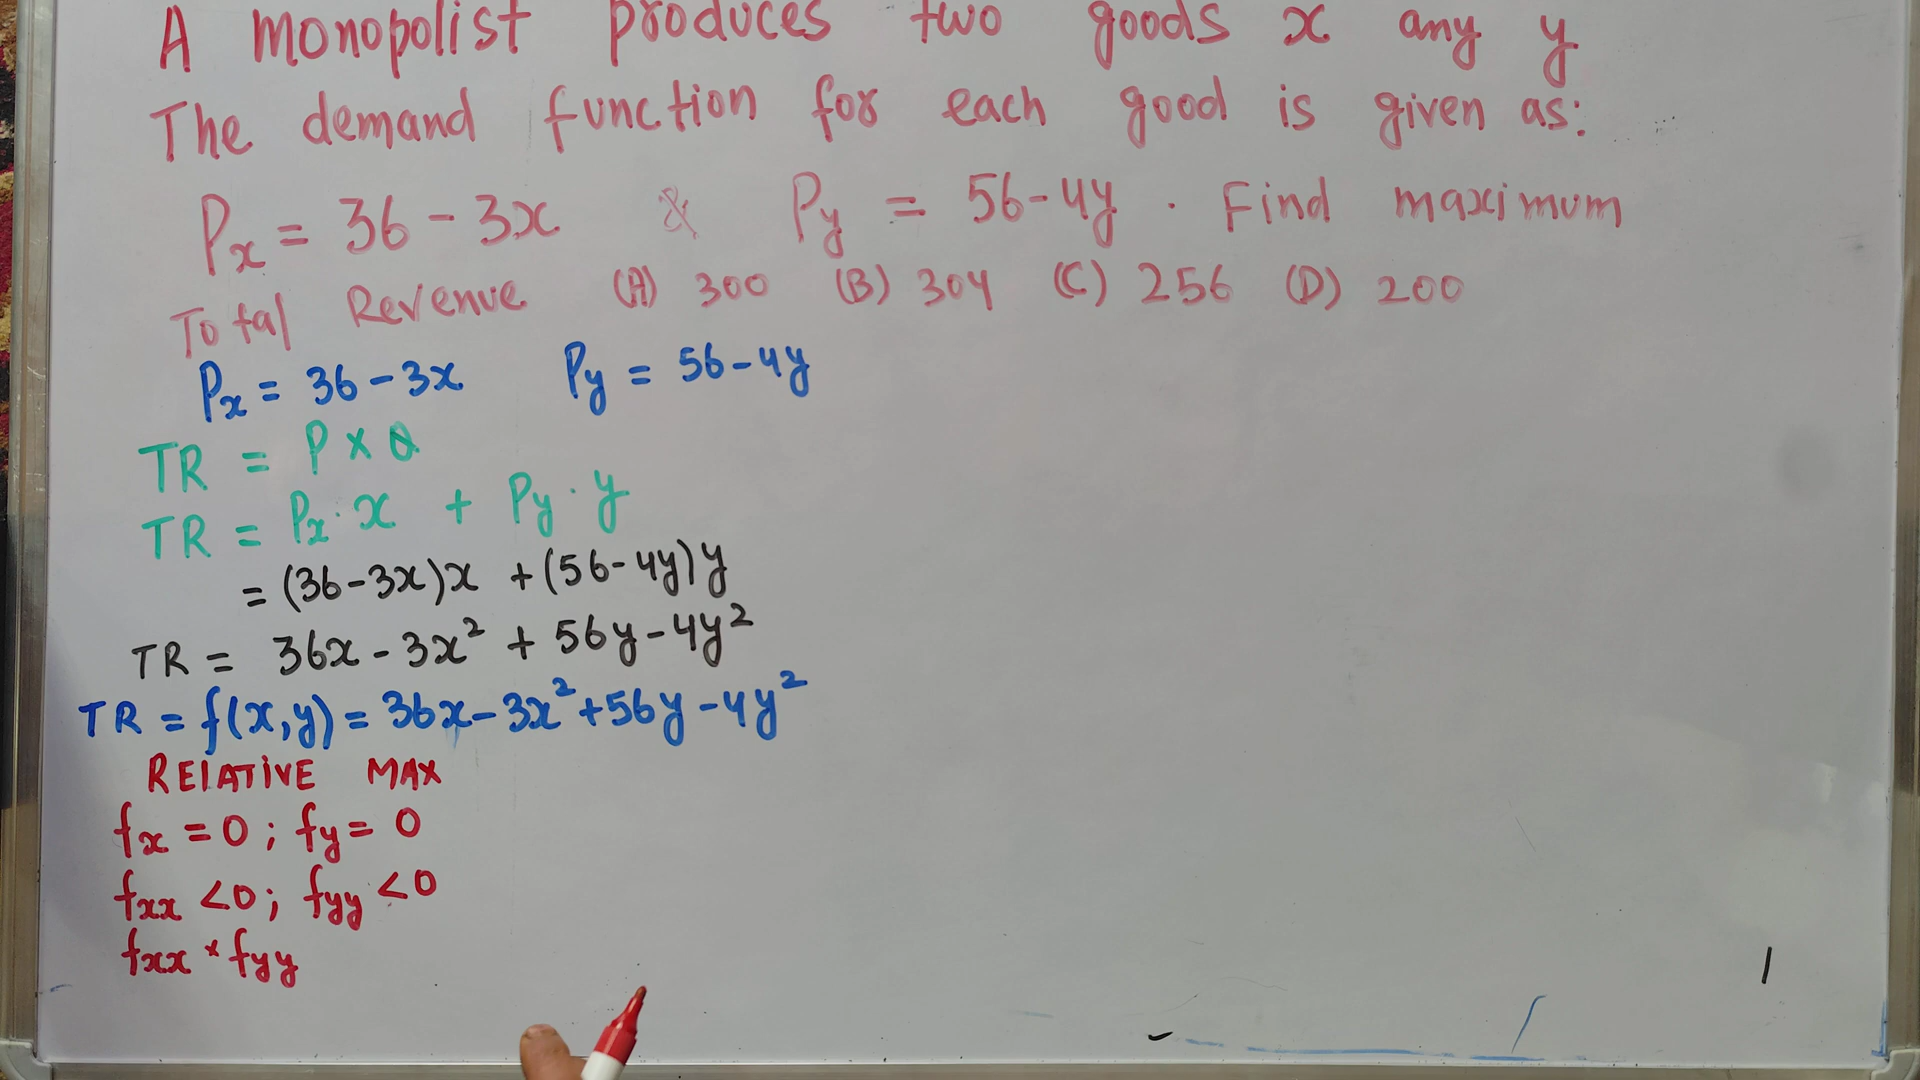 A monopolist produces two goods x any y
The demand function for each good is given as:
Px = 36 - 3x & Py = 56 - 4y . Find maximum
Total Revenue (A) 300 (B) 304 (C) 256 (D) 200
Px = 36 - 3x Py = 56 - 4y
TR = P × Q
TR = Px · x + Py · y
= (36 - 3x)x + (56 - 4y)y
TR = 36x - 3x² + 56y - 4y²
TR = f(x,y) = 36x - 3x² + 56y - 4y²
RELATIVE MAX
fx = 0 ; fy = 0
fxx < 0 ; fyy < 0
fxx * fyy